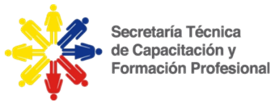 Secretaría Técnica
de Capacitación y
Formación Profesional